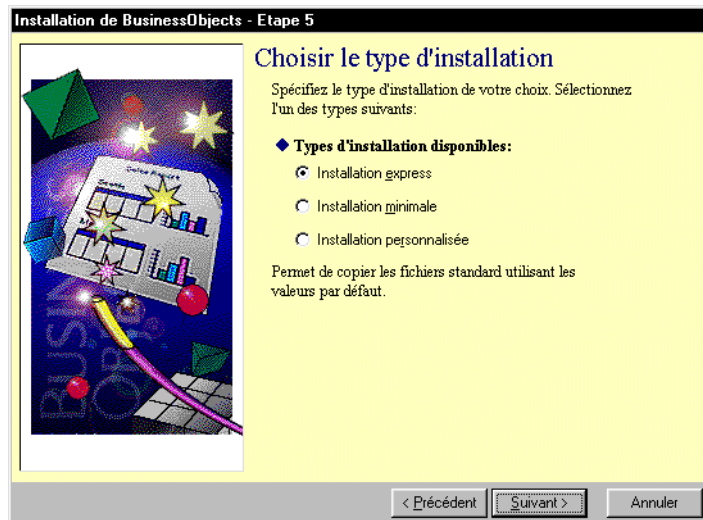 Installation de BusinessObjects - Etape 5
Choisir le type d'installation
Spécifiez le type d'installation de votre choix. Sélectionnez
l'un des types suivants:
Types d'installation disponibles:
Installation express
Installation minimale
Installation personnalisée
Permet de copier les fichiers standard utilisant les
valeurs par défaut.
BUSIN
OBJE
< Précédent
Suivant >
Annuler